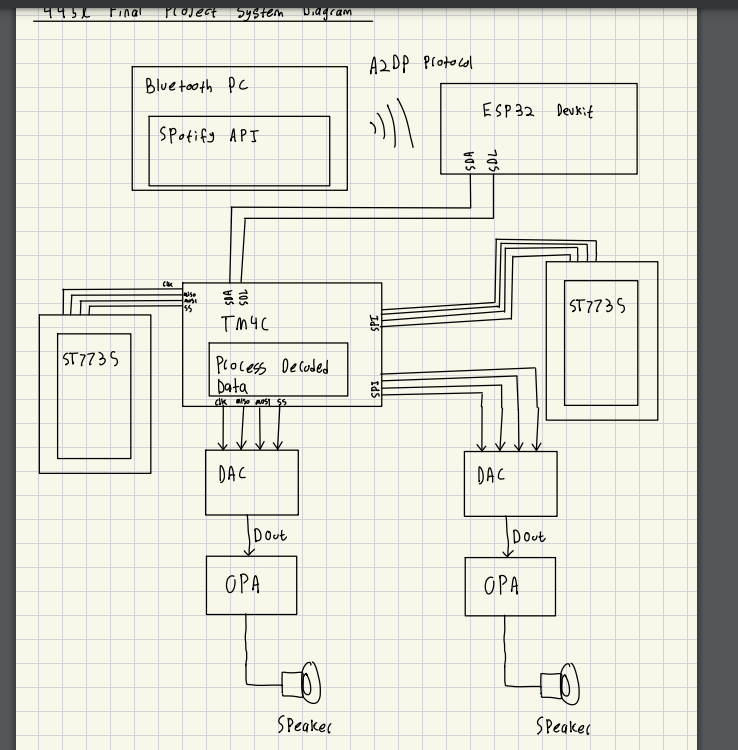 445L Final Project System Diagram
A2DP Protocol
Bluetooth PC
Spotify API
ESP32 Devkit
SDA
SDL
clk
miso
mosi
SS
SDA
SDL
TM4C
SPI
ST7735
ST7735
Process Decoded
Data
SPI
clk miso mosi SS
DAC
DAC
Dout
Dout
OPA
OPA
Speaker
Speaker